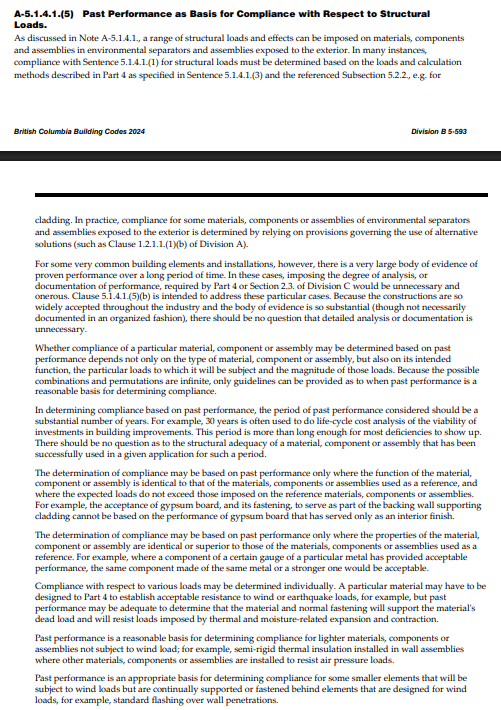 A-5.1.4.1.(5) Past Performance as Basis for Compliance with Respect to Structural
Loads.
As discussed in Note A-5.1.4.1., a range of structural loads and effects can be imposed on materials, components
and assemblies in environmental separators and assemblies exposed to the exterior. In many instances,
compliance with Sentence 5.1.4.1.(1) for structural loads must be determined based on the loads and calculation
methods described in Part 4 as specified in Sentence 5.1.4.1.(3) and the referenced Subsection 5.2.2., e.g. for
British Columbia Building Codes 2024
Division B 5-593
cladding. In practice, compliance for some materials, components or assemblies of environmental separators
and assemblies exposed to the exterior is determined by relying on provisions governing the use of alternative
solutions (such as Clause 1.2.1.1.(1)(b) of Division A).
For some very common building elements and installations, however, there is a very large body of evidence of
proven performance over a long period of time. In these cases, imposing the degree of analysis, or
documentation of performance, required by Part 4 or Section 2.3. of Division C would be unnecessary and
onerous. Clause 5.1.4.1.(5)(b) is intended to address these particular cases. Because the constructions are so
widely accepted throughout the industry and the body of evidence is so substantial (though not necessarily
documented in an organized fashion), there should be no question that detailed analysis or documentation is
unnecessary.
Whether compliance of a particular material, component or assembly may be determined based on past
performance depends not only on the type of material, component or assembly, but also on its intended
function, the particular loads to which it will be subject and the magnitude of those loads. Because the possible
combinations and permutations are infinite, only guidelines can be provided as to when past performance is a
reasonable basis for determining compliance.
In determining compliance based on past performance, the period of past performance considered should be a
substantial number of years. For example, 30 years is often used to do life-cycle cost analysis of the viability of
investments in building improvements. This period is more than long enough for most deficiencies to show up.
There should be no question as to the structural adequacy of a material, component or assembly that has been
successfully used in a given application for such a period.
The determination of compliance may be based on past performance only where the function of the material,
component or assembly is identical to that of the materials, components or assemblies used as a reference, and
where the expected loads do not exceed those imposed on the reference materials, components or assemblies.
For example, the acceptance of gypsum board, and its fastening, to serve as part of the backing wall supporting
cladding cannot be based on the performance of gypsum board that has served only as an interior finish.
The determination of compliance may be based on past performance only where the properties of the material,
component or assembly are identical or superior to those of the materials, components or assemblies used as a
reference. For example, where a component of a certain gauge of a particular metal has provided acceptable
performance, the same component made of the same metal or a stronger one would be acceptable.
Compliance with respect to various loads may be determined individually. A particular material may have to be
designed to Part 4 to establish acceptable resistance to wind or earthquake loads, for example, but past
performance may be adequate to determine that the material and normal fastening will support the material's
dead load and will resist loads imposed by thermal and moisture-related expansion and contraction.
Past performance is a reasonable basis for determining compliance for lighter materials, components or
assemblies not subject to wind load; for example, semi-rigid thermal insulation installed in wall assemblies
where other materials, components or assemblies are installed to resist air pressure loads.
Past performance is an appropriate basis for determining compliance for some smaller elements that will be
subject to wind loads but are continually supported or fastened behind elements that are designed for wind
loads, for example, standard flashing over wall penetrations.